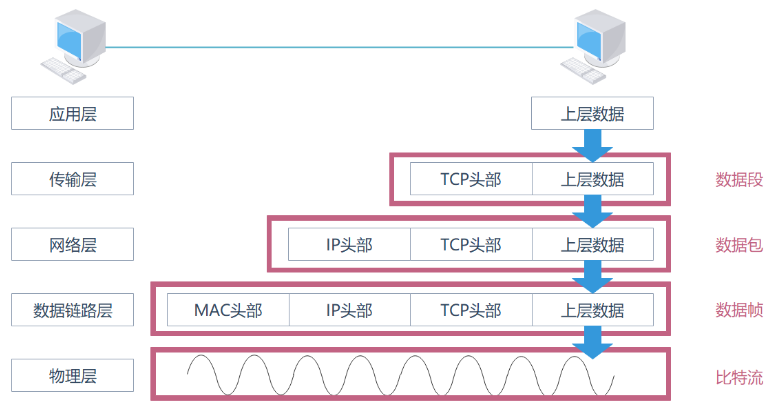 应用层 上层数据
传输层 TCP头部 上层数据 数据段
网络层 IP头部 TCP头部 上层数据 数据包
数据链路层 MAC头部 IP头部 TCP头部 上层数据 数据帧
物理层 比特流